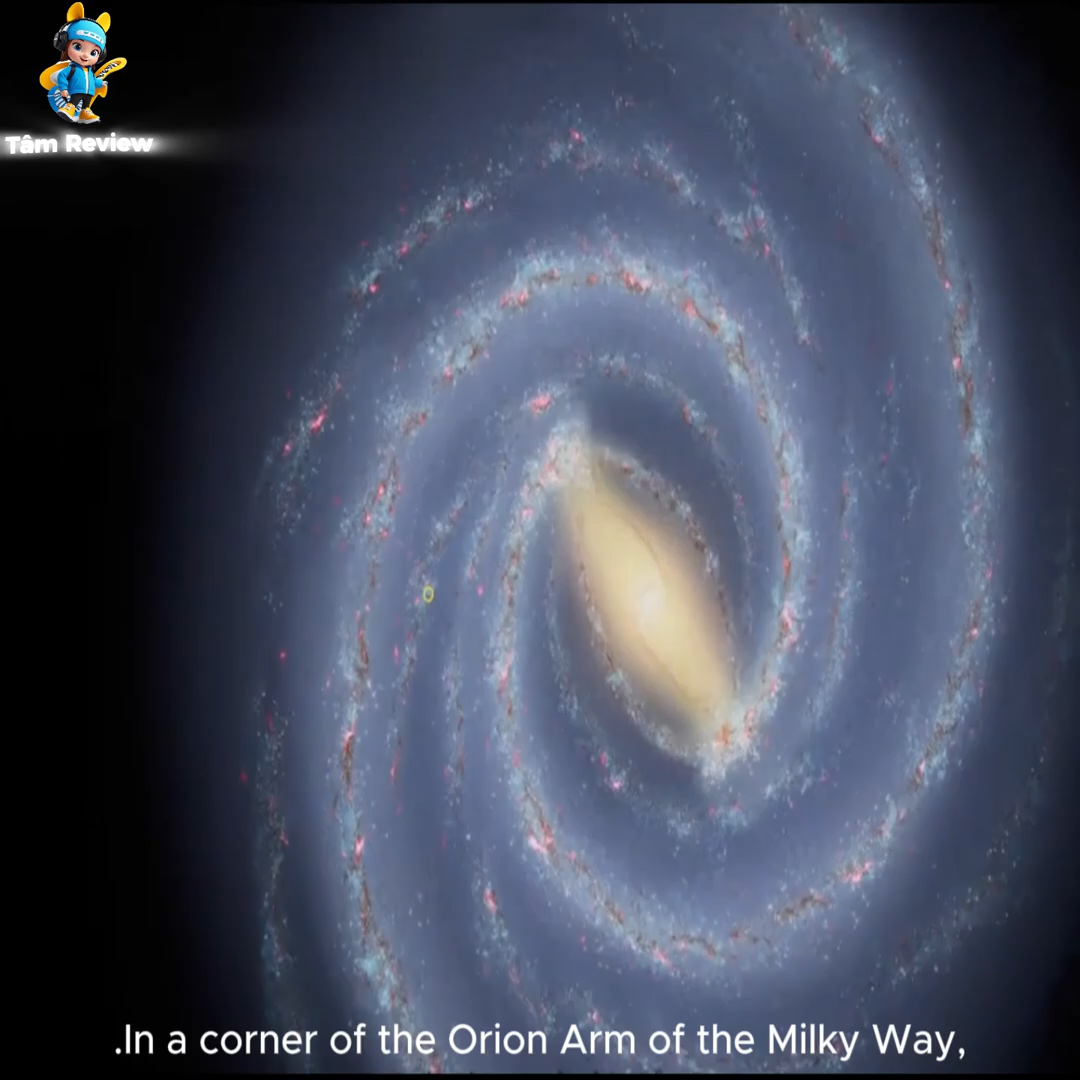 Tâm Review
.In a corner of the Orion Arm of the Milky Way,